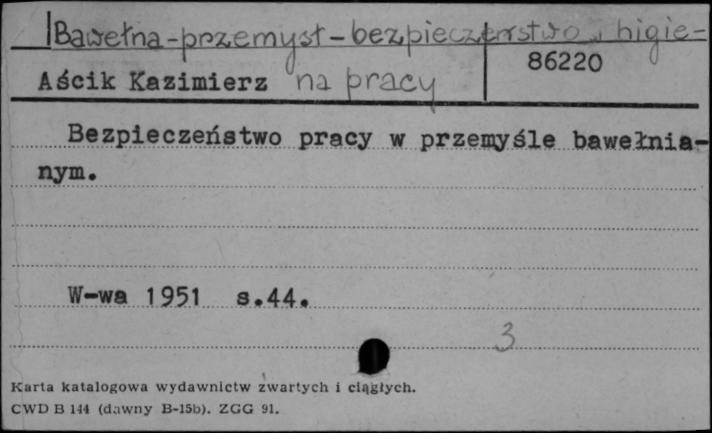 Bawełna-przemysł-bezpieczeństwo i higie=
na pracy
86220
Aścik Kazimierz
Bezpieczeństwo pracy w przemyśle bawełnia-
nym.
W-wa 1951 s.44.
3
Karta katalogowa wydawnictw zwartych i ciągłych.
CWD B 144 (dawny B-15b). ZGG 91.